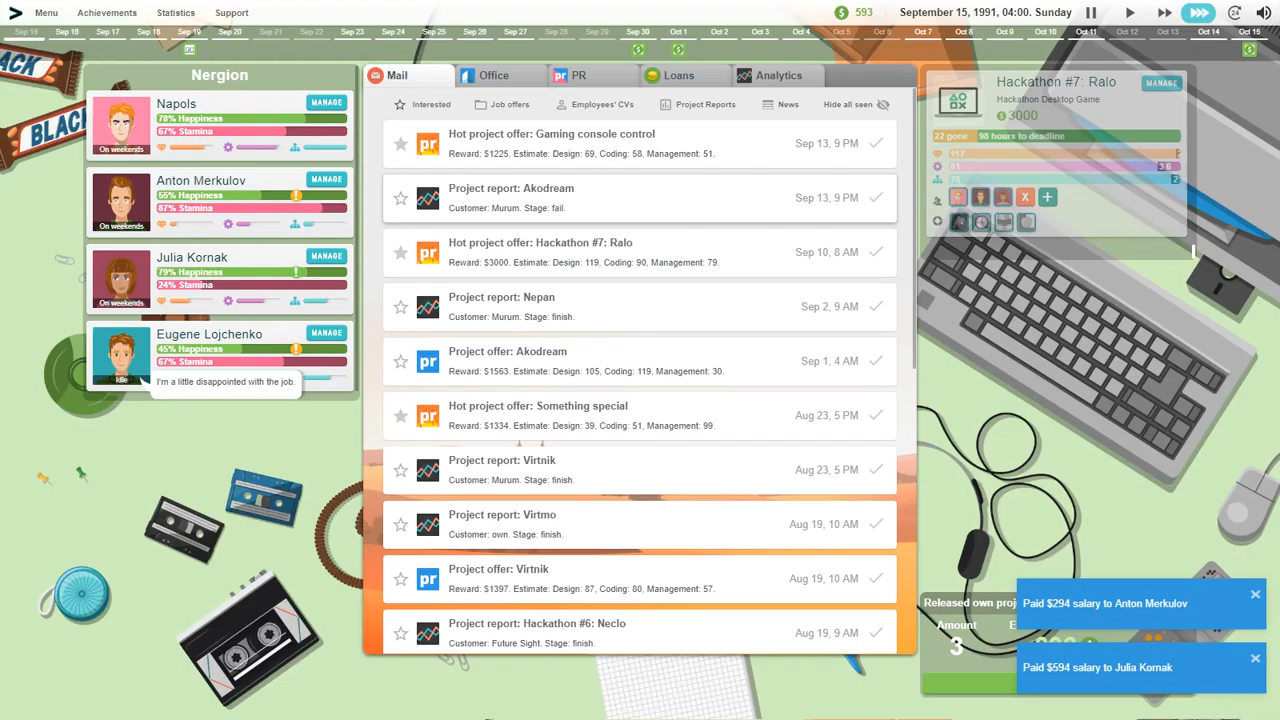 Menu Achievements Statistics Support
593 September 15, 1991, 04:00. Sunday 24
Sep 15 Sep 16 Sep 17 Sep 18 Sep 19 Sep 20 Sep 21 Sep 22 Sep 23 Sep 24 Sep 25 Sep 26 Sep 27 Sep 28 Sep 29 Sep 30 Oct 1 Oct 2 Oct 3 Oct 4 Oct 5 Oct 6 Oct 7 Oct 8 Oct 9 Oct 10 Oct 11 Oct 12 Oct 13 Oct 14 Oct 15
BLACK
BLACK
Nergion
Napols MANAGE
78% Happiness
67% Stamina
On weekends
Anton Merkulov MANAGE
55% Happiness
87% Stamina
On weekends
Julia Kornak MANAGE
79% Happiness
24% Stamina
On weekends
Eugene Lojchenko MANAGE
45% Happiness
67% Stamina
Idle
I'm a little disappointed with the job.
Mail Office PR Loans Analytics
Interested Job offers Employees' CVs Project Reports News Hide all seen
Hot project offer: Gaming console control
Reward: $1225. Estimate: Design: 69, Coding: 58, Management: 51.
Sep 13, 9 PM
Project report: Akodream
Customer: Murum. Stage: fail.
Sep 13, 9 PM
Hot project offer: Hackathon #7: Ralo
Reward: $3000. Estimate: Design: 119, Coding: 90, Management: 79.
Sep 10, 8 AM
Project report: Nepan
Customer: Murum. Stage: finish.
Sep 2, 9 AM
Project offer: Akodream
Reward: $1563. Estimate: Design: 105, Coding: 119, Management: 30.
Sep 1, 4 AM
Hot project offer: Something special
Reward: $1334. Estimate: Design: 39, Coding: 51, Management: 99.
Aug 23, 5 PM
Project report: Virtnik
Customer: Murum. Stage: finish.
Aug 23, 5 PM
Project report: Virtmo
Customer: own. Stage: finish.
Aug 19, 10 AM
Project offer: Virtnik
Reward: $1397. Estimate: Design: 87, Coding: 80, Management: 57.
Aug 19, 10 AM
Project report: Hackathon #6: Neclo
Customer: Future Sight. Stage: finish.
Aug 19, 9 AM
Hackathon #7: Ralo MANAGE
Hackathon Desktop Game
3000
22 gone 98 hours to deadline
117 2
81 3 6
76 2
X
Released own proj
Amount
3
Paid $294 salary to Anton Merkulov
Paid $594 salary to Julia Kornak